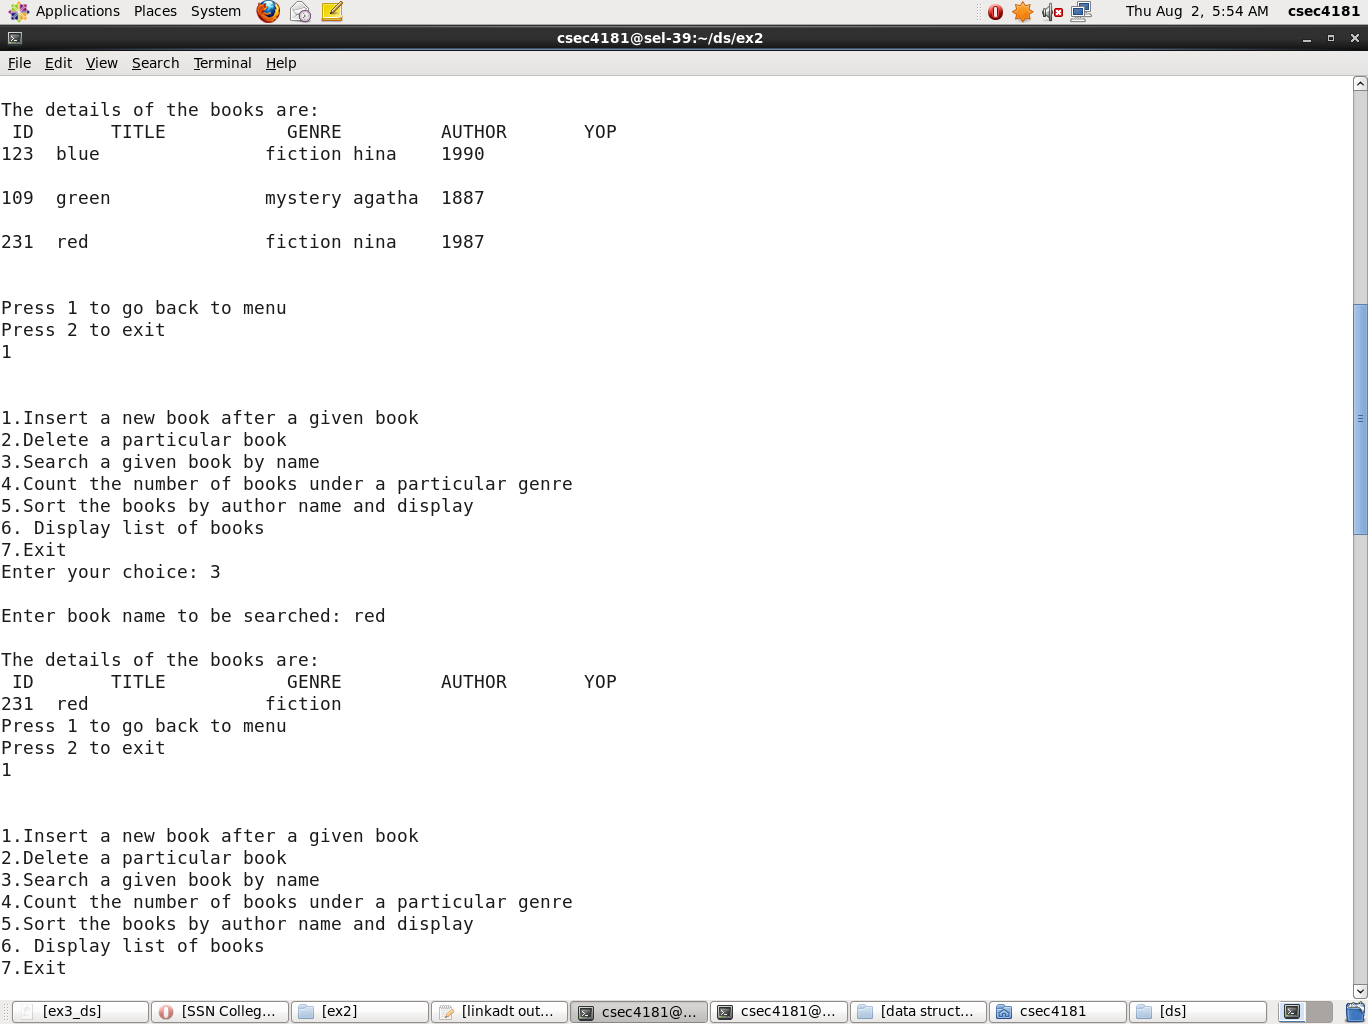 Applications Places System Thu Aug 2, 5:54 AM csec4181
csec4181@sel-39:~/ds/ex2
File Edit View Search Terminal Help
The details of the books are:
ID TITLE GENRE AUTHOR YOP
123 blue fiction hina 1990
109 green mystery agatha 1887
231 red fiction nina 1987
Press 1 to go back to menu
Press 2 to exit
1
1.Insert a new book after a given book
2.Delete a particular book
3.Search a given book by name
4.Count the number of books under a particular genre
5.Sort the books by author name and display
6. Display list of books
7.Exit
Enter your choice: 3
Enter book name to be searched: red
The details of the books are:
ID TITLE GENRE AUTHOR YOP
231 red fiction
Press 1 to go back to menu
Press 2 to exit
1
1.Insert a new book after a given book
2.Delete a particular book
3.Search a given book by name
4.Count the number of books under a particular genre
5.Sort the books by author name and display
6. Display list of books
7.Exit
[ex3_ds] [SSN Colleg... [ex2] [linkadt out... csec4181@... csec4181@... [data struct... csec4181 [ds]